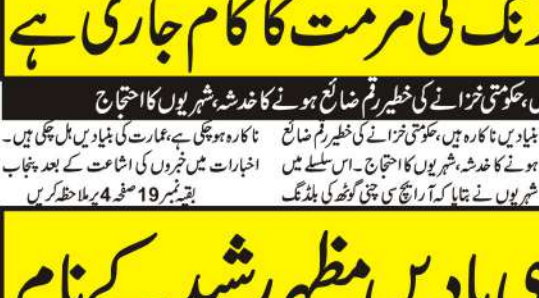 رنگ کی مرمت کا کام جاری ہے
حکومتی خزانے کی خطیر رقم ضائع ہونے کا خدشہ، شہریوں کا احتجاج
بنیادیں ناکارہ ہیں، حکومتی خزانے کی خطیر رقم ضائع
ہونے کا خدشہ، شہریوں کا احتجاج۔ اس سلسلے میں
شہریوں نے بتایا کہ آر ایچ سی چنی گوٹھ کی بلڈنگ
ناکارہ ہوچکی ہے، عمارت کی بنیادیں ہل چکی ہیں۔
اخبارات میں خبروں کی اشاعت کے بعد پنجاب
بقیہ نمبر 19 صفحہ 4 پر ملاحظہ کریں
یادیں مظہر رشید کے نام